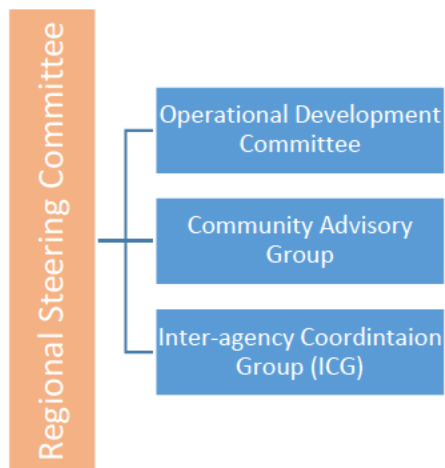 Regional Steering Committee
Operational Development
Committee
Community Advisory
Group
Inter-agency Coordintaion
Group (ICG)